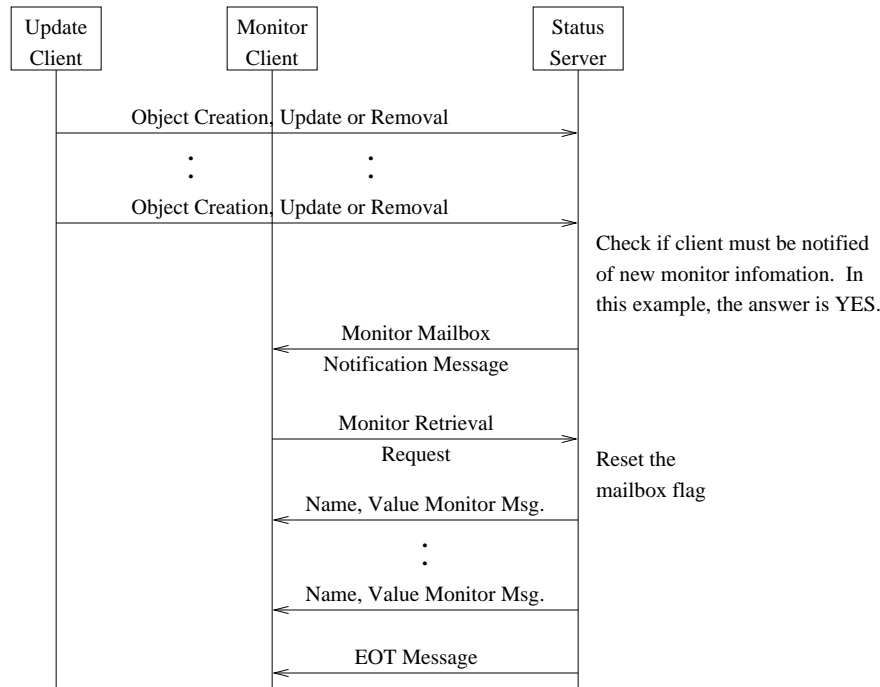 Update
Client
Monitor
Client
Status
Server
Object Creation, Update or Removal
Object Creation, Update or Removal
Check if client must be notified
of new monitor infomation. In
this example, the answer is YES.
Monitor Mailbox
Notification Message
Monitor Retrieval
Request
Reset the
mailbox flag
Name, Value Monitor Msg.
Name, Value Monitor Msg.
EOT Message